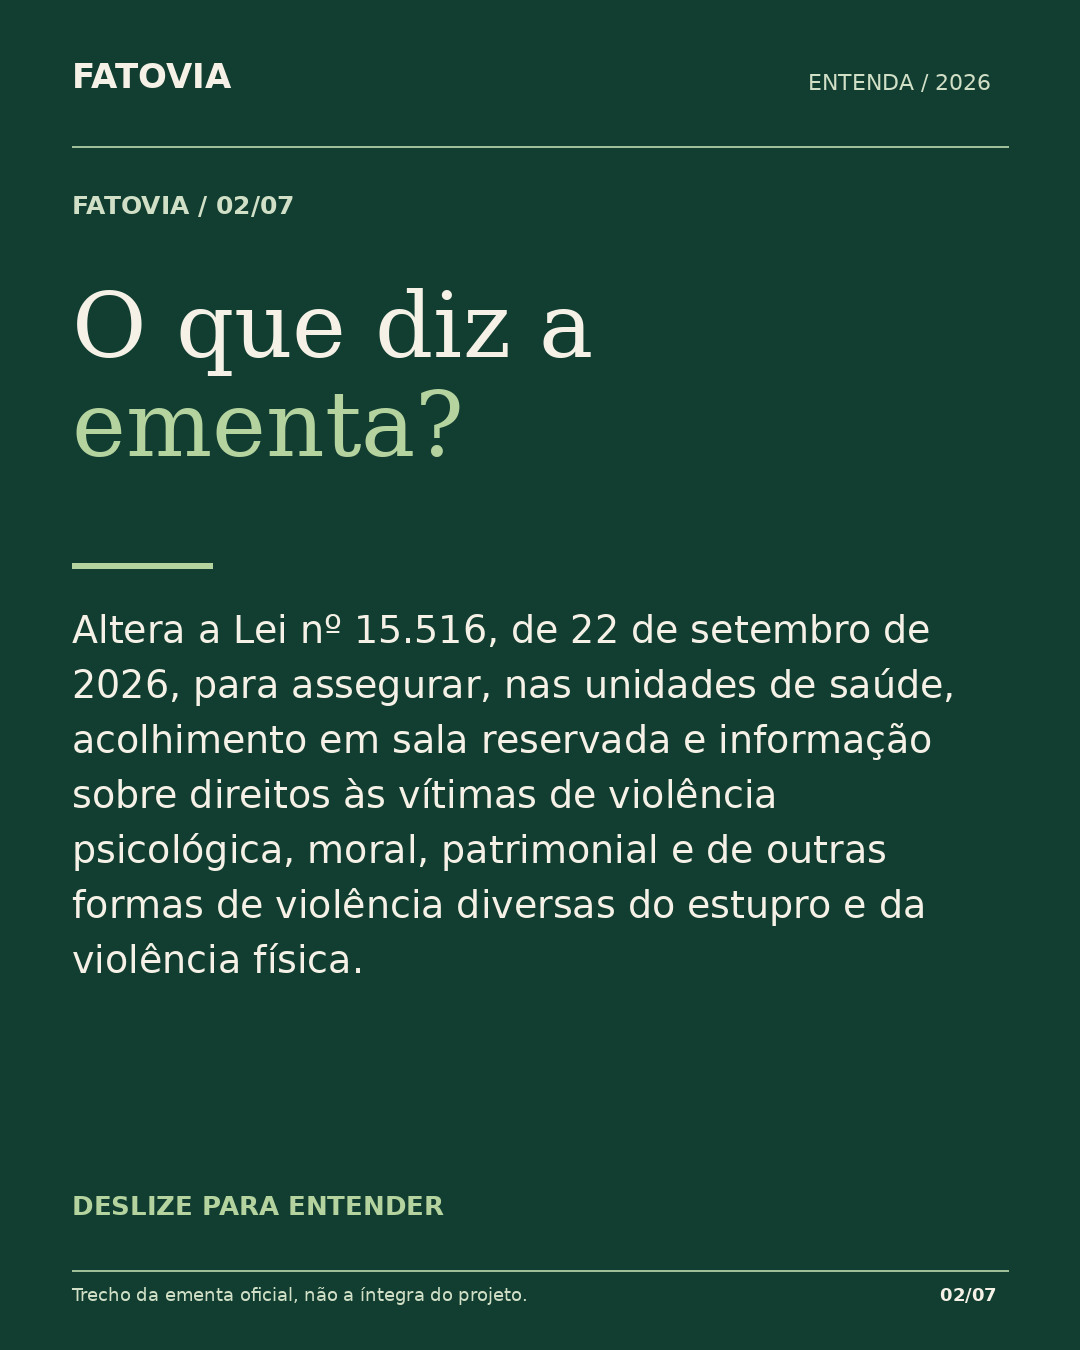 FATOVIA
ENTENDA / 2026
FATOVIA / 02/07
O que diz a
ementa?
Altera a Lei nº 15.516, de 22 de setembro de
2026, para assegurar, nas unidades de saúde,
acolhimento em sala reservada e informação
sobre direitos às vítimas de violência
psicológica, moral, patrimonial e de outras
formas de violência diversas do estupro e da
violência física.
DESLIZE PARA ENTENDER
Trecho da ementa oficial, não a íntegra do projeto.
02/07